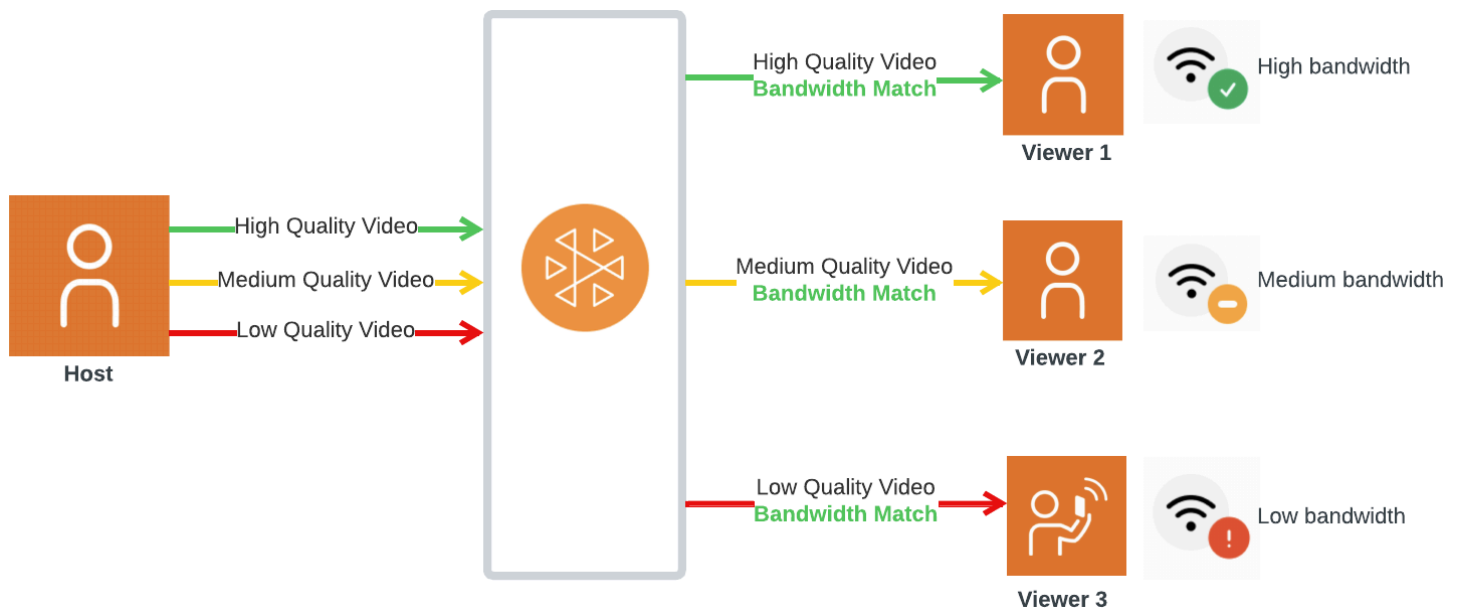 High Quality Video
Bandwidth Match
High bandwidth
Viewer 1
High Quality Video
Medium Quality Video
Low Quality Video
Host
Medium Quality Video
Bandwidth Match
Medium bandwidth
Viewer 2
Low Quality Video
Bandwidth Match
Low bandwidth
Viewer 3